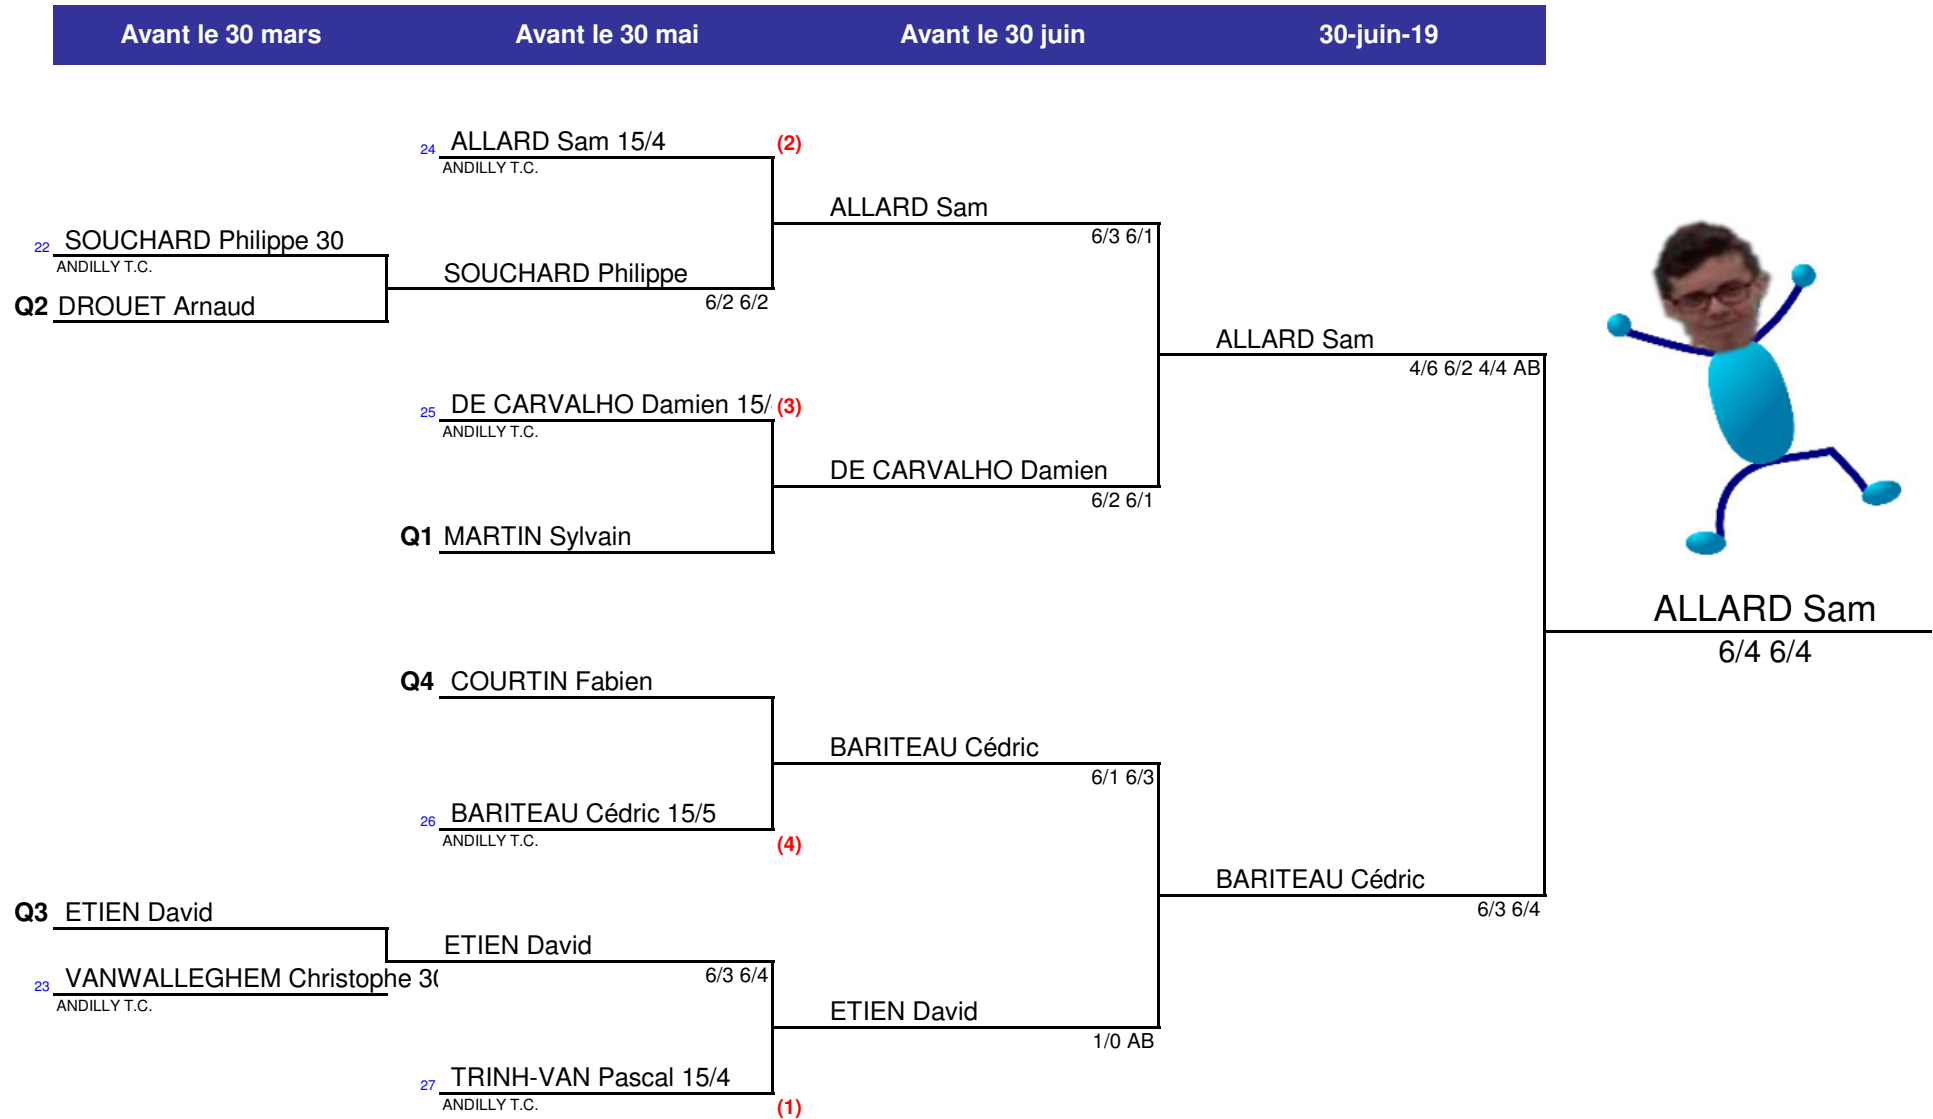 Avant le 30 mars Avant le 30 mai Avant le 30 juin 30-juin-19
24 ALLARD Sam 15/4 (2)
ANDILLY T.C.
ALLARD Sam
6/3 6/1
22 SOUCHARD Philippe 30
ANDILLY T.C.
SOUCHARD Philippe
6/2 6/2
Q2 DROUET Arnaud
ALLARD Sam
4/6 6/2 4/4 AB
25 DE CARVALHO Damien 15/ (3)
ANDILLY T.C.
DE CARVALHO Damien
6/2 6/1
Q1 MARTIN Sylvain
ALLARD Sam
6/4 6/4
Q4 COURTIN Fabien
BARITEAU Cédric
6/1 6/3
26 BARITEAU Cédric 15/5
ANDILLY T.C. (4)
BARITEAU Cédric
6/3 6/4
Q3 ETIEN David
ETIEN David
6/3 6/4
23 VANWALLEGHEM Christophe 30
ANDILLY T.C.
ETIEN David
1/0 AB
27 TRINH-VAN Pascal 15/4
ANDILLY T.C. (1)